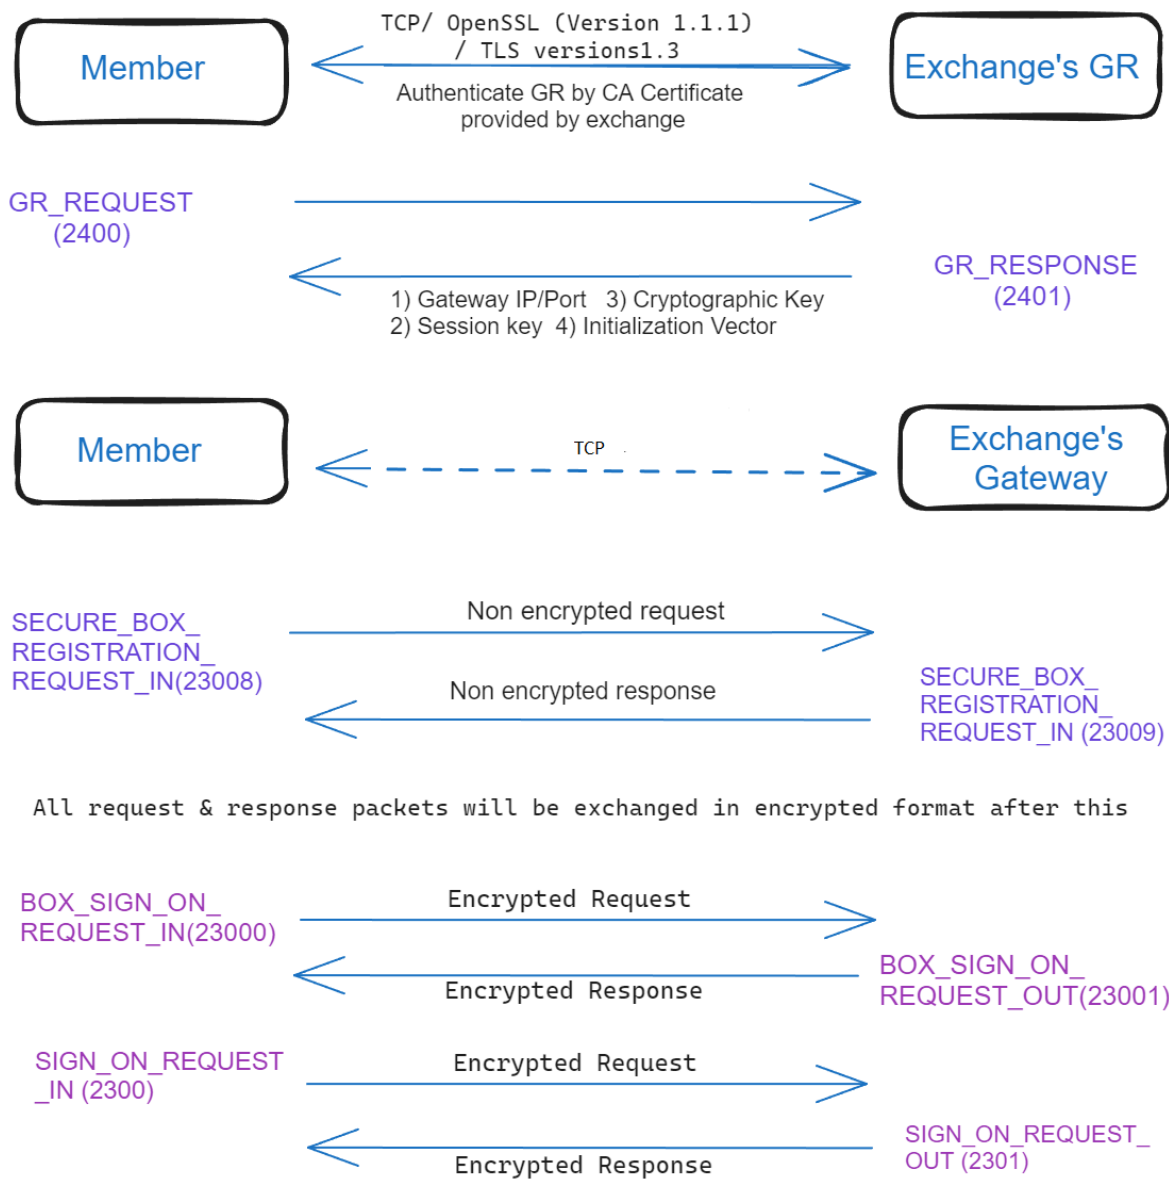 TCP/ OpenSSL (Version 1.1.1)
/ TLS versions1.3
Member
Exchange's GR
Authenticate GR by CA Certificate
provided by exchange
GR_REQUEST
(2400)
GR_RESPONSE
(2401)
1) Gateway IP/Port 3) Cryptographic Key
2) Session key 4) Initialization Vector
Member
TCP
Exchange's
Gateway
SECURE_BOX_
REGISTRATION_
REQUEST_IN(23008)
Non encrypted request
Non encrypted response
SECURE_BOX_
REGISTRATION_
REQUEST_IN (23009)
All request & response packets will be exchanged in encrypted format after this
BOX_SIGN_ON_
REQUEST_IN(23000)
Encrypted Request
Encrypted Response
BOX_SIGN_ON_
REQUEST_OUT(23001)
SIGN_ON_REQUEST
_IN (2300)
Encrypted Request
Encrypted Response
SIGN_ON_REQUEST_
OUT (2301)